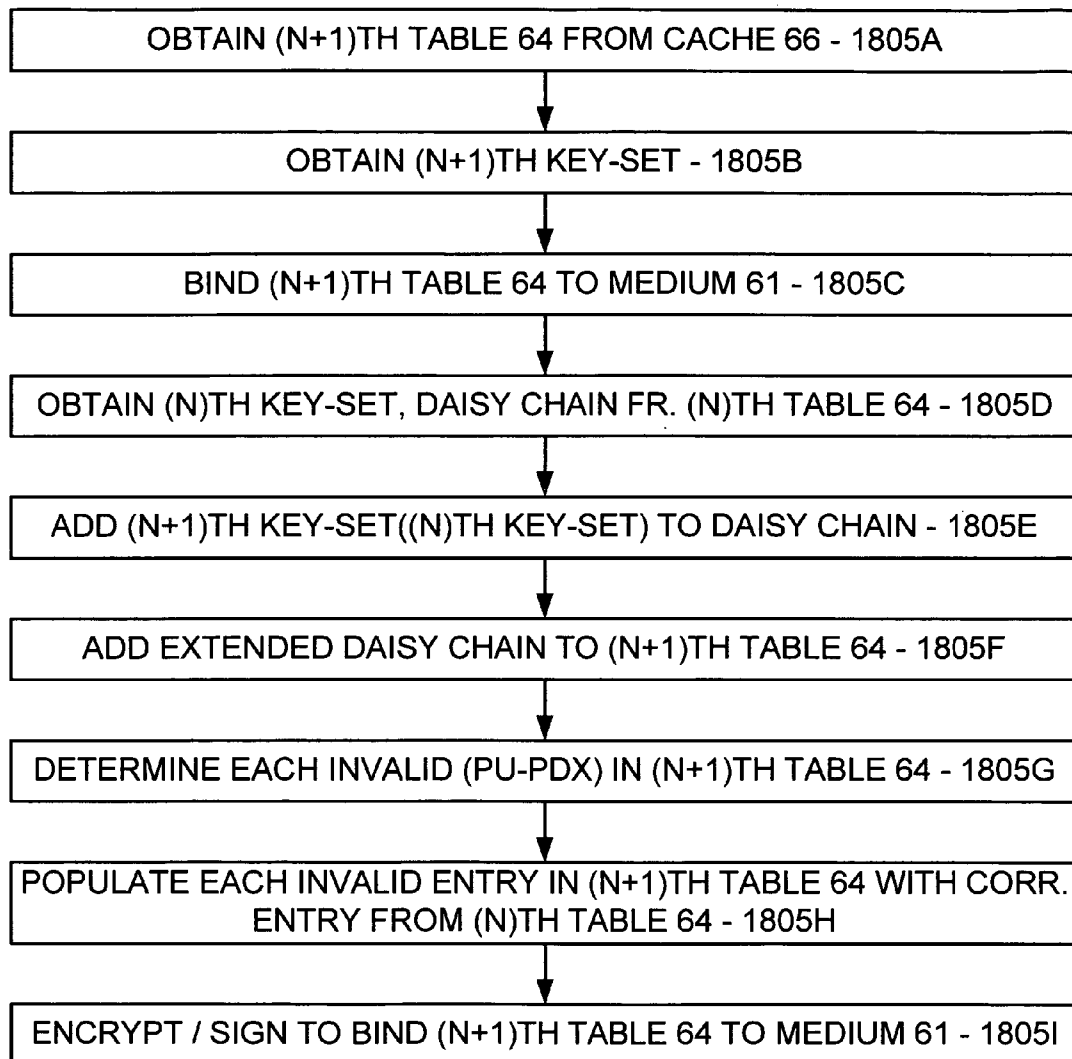 OBTAIN (N+1)TH TABLE 64 FROM CACHE 66 - 1805A
OBTAIN (N+1)TH KEY-SET - 1805B
BIND (N+1)TH TABLE 64 TO MEDIUM 61 - 1805C
OBTAIN (N)TH KEY-SET, DAISY CHAIN FR. (N)TH TABLE 64 - 1805D
ADD (N+1)TH KEY-SET((N)TH KEY-SET) TO DAISY CHAIN - 1805E
ADD EXTENDED DAISY CHAIN TO (N+1)TH TABLE 64 - 1805F
DETERMINE EACH INVALID (PU-PDX) IN (N+1)TH TABLE 64 - 1805G
POPULATE EACH INVALID ENTRY IN (N+1)TH TABLE 64 WITH CORR.
ENTRY FROM (N)TH TABLE 64 - 1805H
ENCRYPT / SIGN TO BIND (N+1)TH TABLE 64 TO MEDIUM 61 - 1805I